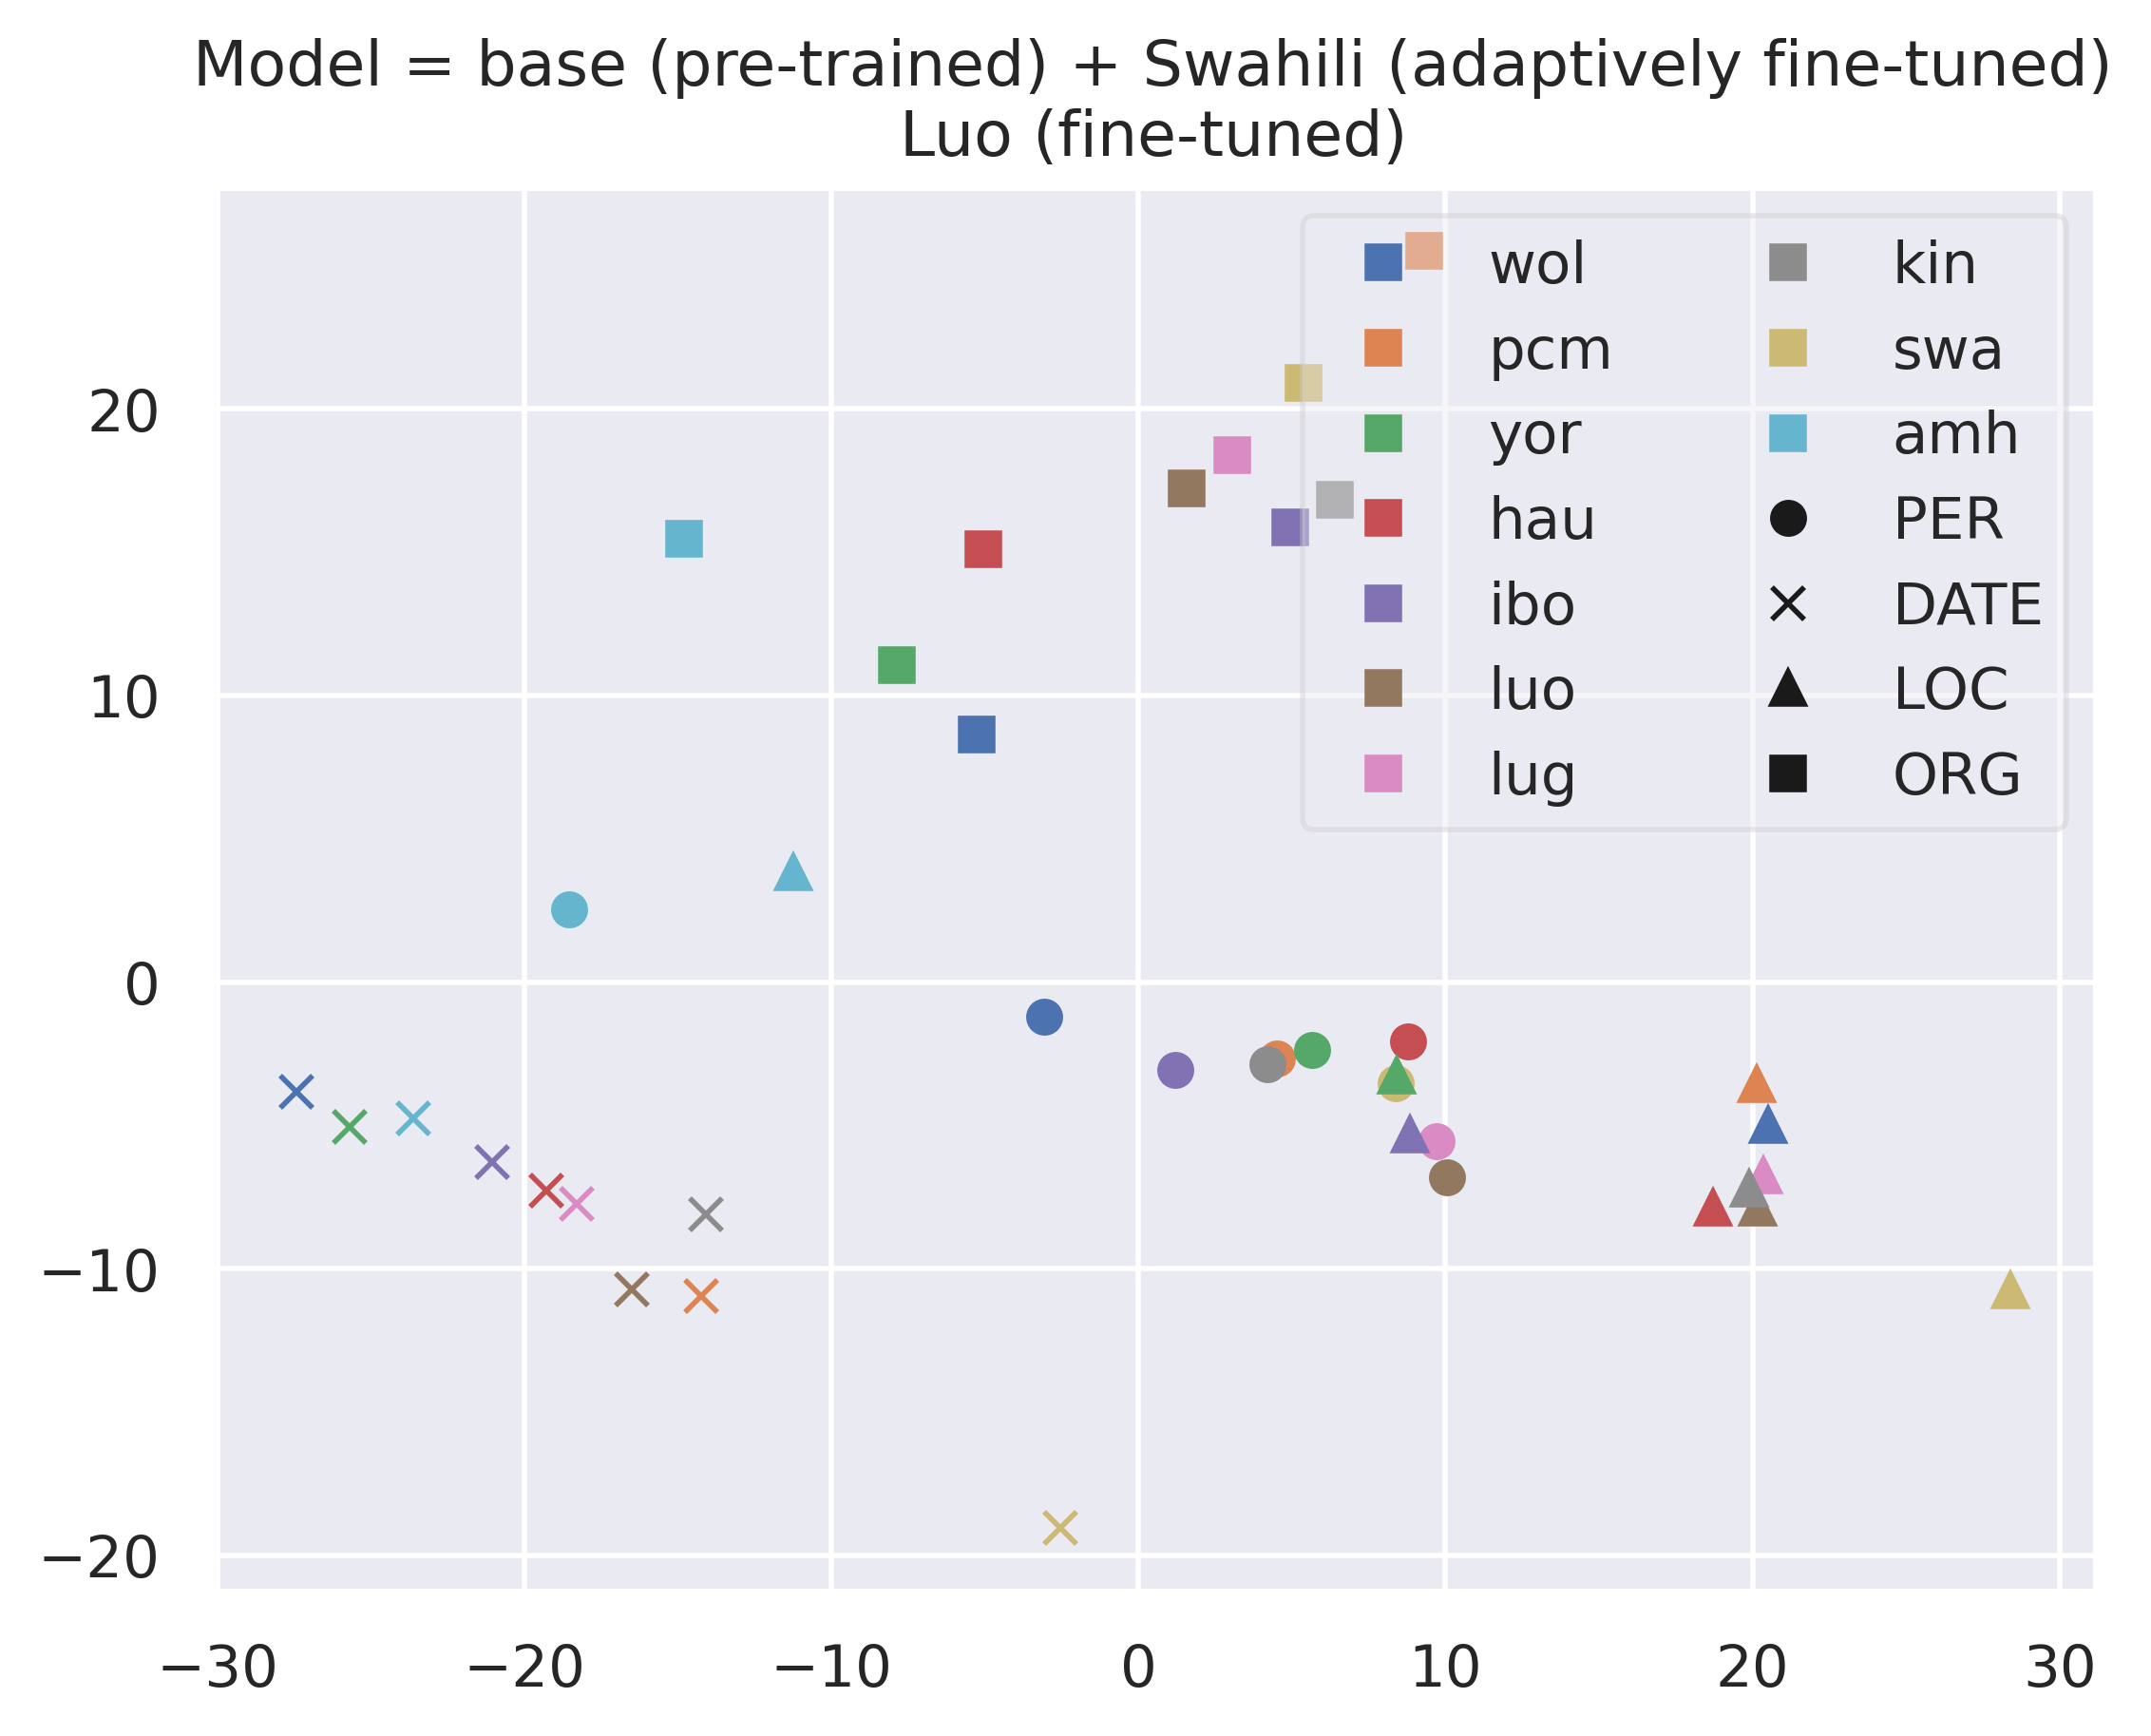 Model = base (pre-trained) + Swahili (adaptively fine-tuned)
Luo (fine-tuned)
wol
pcm
yor
hau
ibo
luo
lug
kin
swa
amh
PER
DATE
LOC
ORG
20
10
0
−10
−20
−30
−20
−10
0
10
20
30